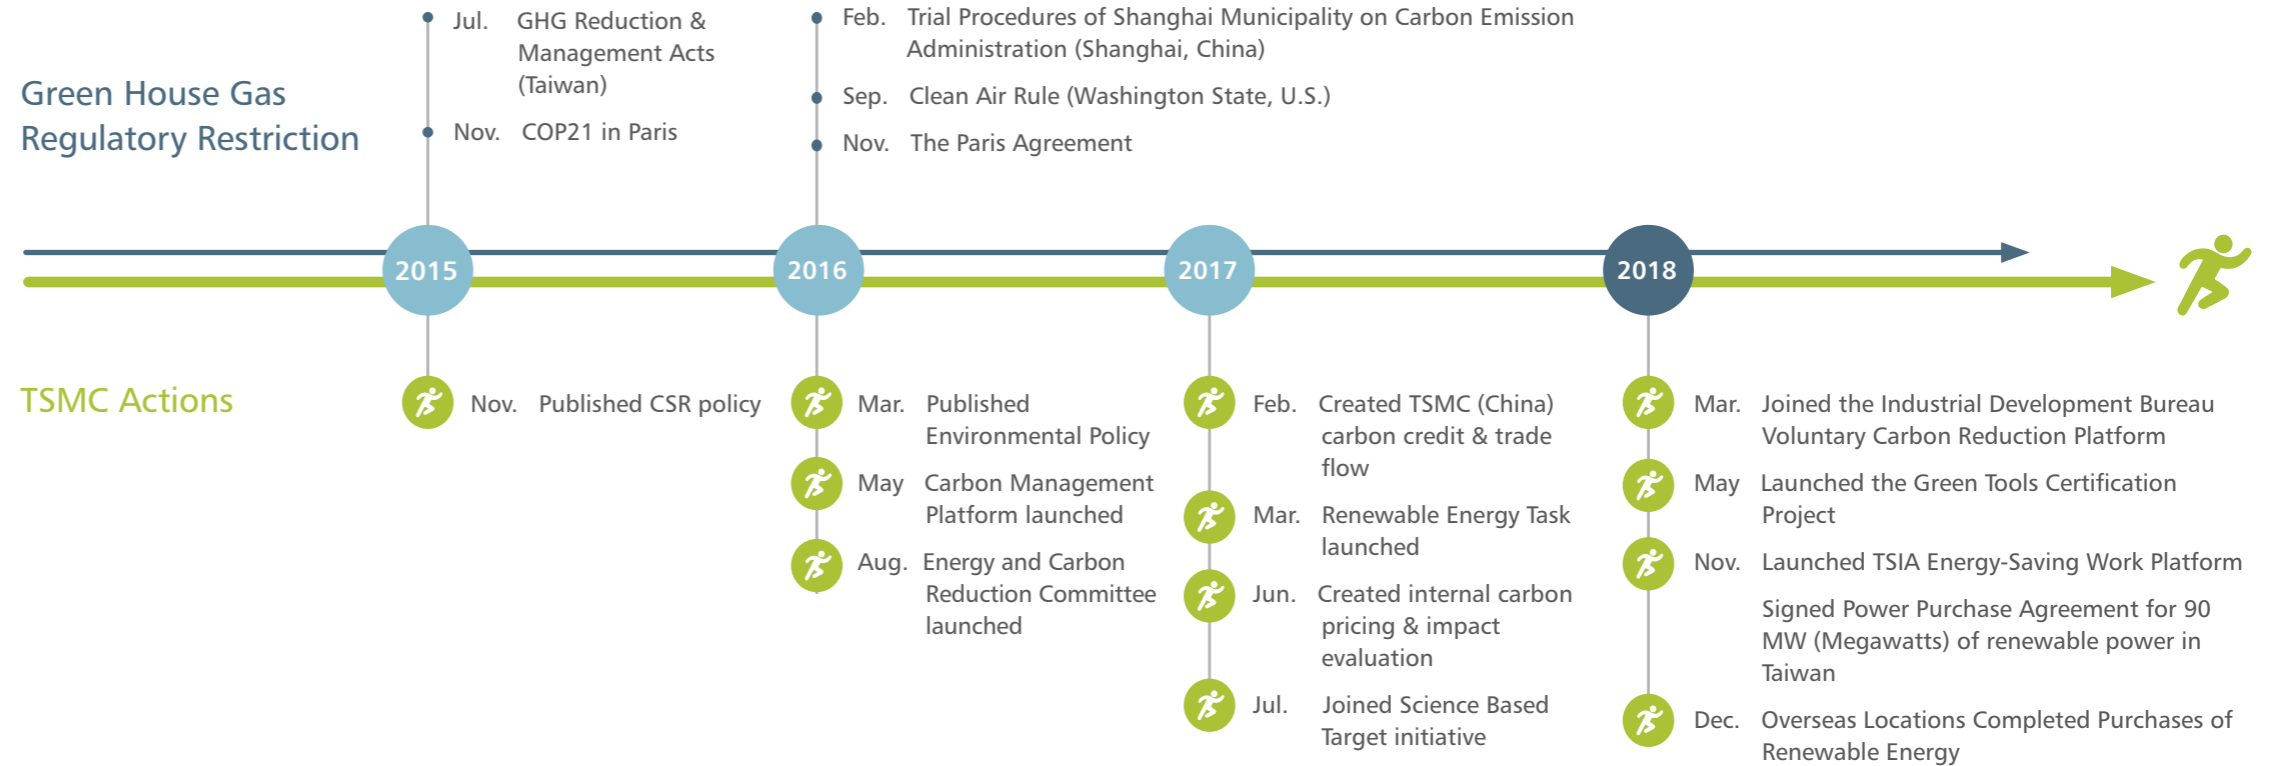 Green House Gas
Regulatory Restriction
Jul. GHG Reduction &
Management Acts
(Taiwan)
Nov. COP21 in Paris
Feb. Trial Procedures of Shanghai Municipality on Carbon Emission
Administration (Shanghai, China)
Sep. Clean Air Rule (Washington State, U.S.)
Nov. The Paris Agreement
2015
2016
2017
2018
TSMC Actions
Nov. Published CSR policy
Mar. Published
Environmental Policy
May Carbon Management
Platform launched
Aug. Energy and Carbon
Reduction Committee
launched
Feb. Created TSMC (China)
carbon credit & trade
flow
Mar. Renewable Energy Task
launched
Jun. Created internal carbon
pricing & impact
evaluation
Jul. Joined Science Based
Target initiative
Mar. Joined the Industrial Development Bureau
Voluntary Carbon Reduction Platform
May Launched the Green Tools Certification
Project
Nov. Launched TSIA Energy-Saving Work Platform
Signed Power Purchase Agreement for 90
MW (Megawatts) of renewable power in
Taiwan
Dec. Overseas Locations Completed Purchases of
Renewable Energy